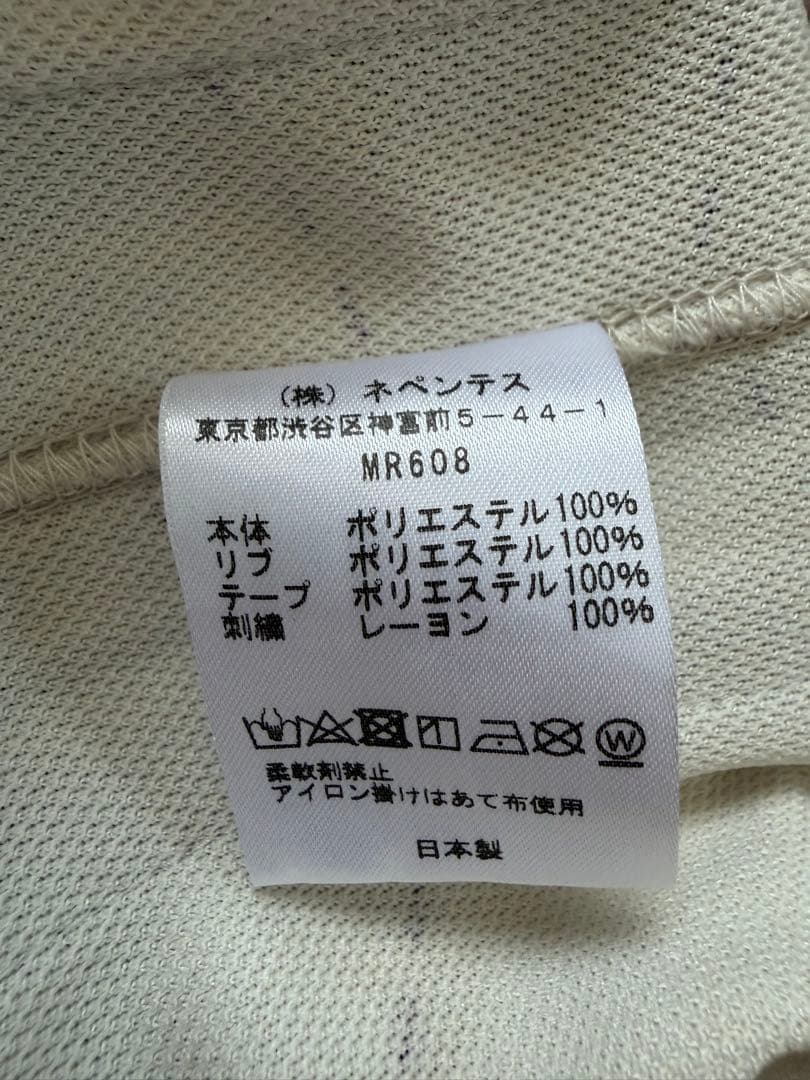 (株) ネペンテス
東京都渋谷区神宮前5-44-1
MR608
本体 ポリエステル100%
リブ ポリエステル100%
テープ ポリエステル100%
刺繍 レーヨン 100%
W
柔軟剤禁止
アイロン掛けはあて布使用
日本製